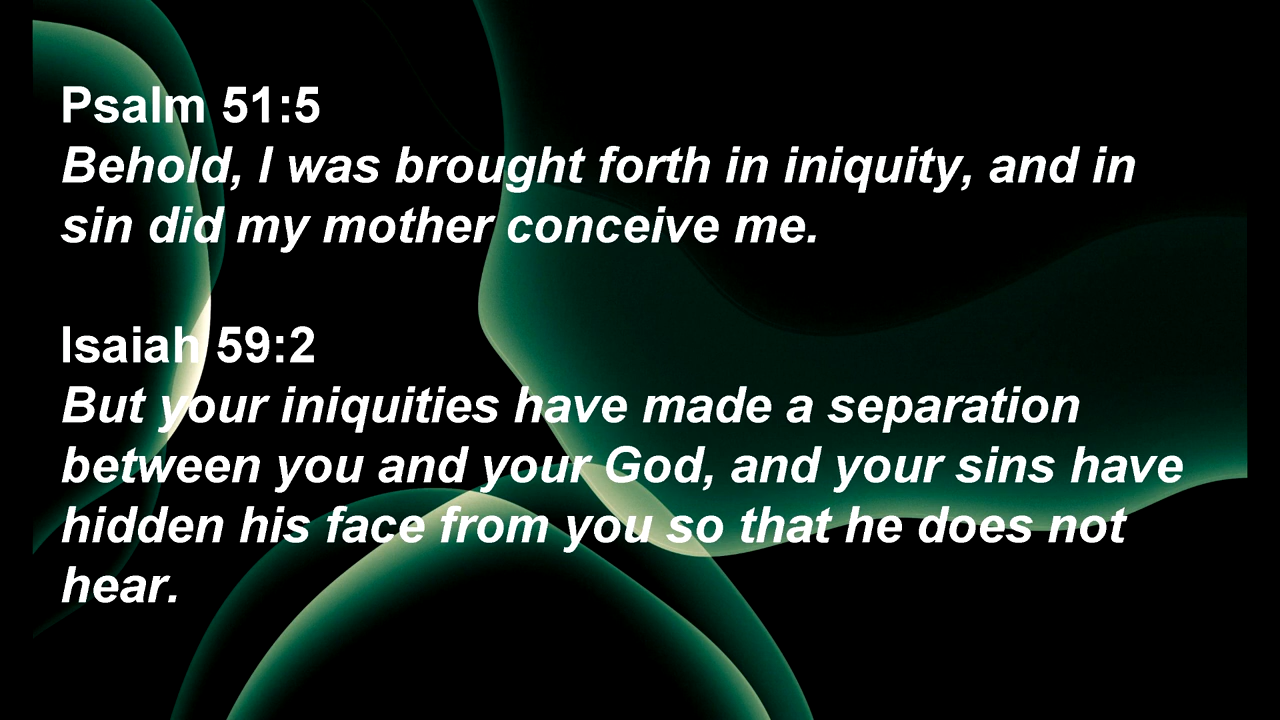 Psalm 51:5
Behold, I was brought forth in iniquity, and in
sin did my mother conceive me.
Isaiah 59:2
But your iniquities have made a separation
between you and your God, and your sins have
hidden his face from you so that he does not
hear.